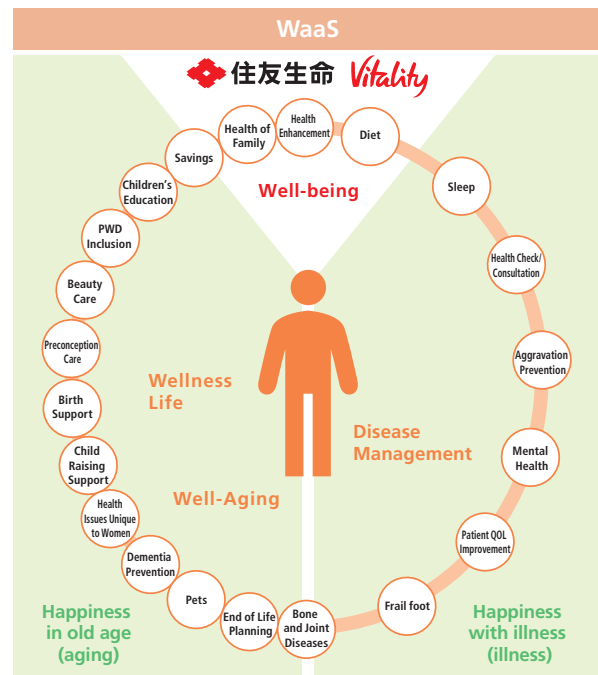 WaaS
住友生命 Vitality
Health
Enhancement
Diet
Sleep
Health Check/
Consultation
Aggravation
Prevention
Mental
Health
Patient QOL
Improvement
Frail foot
Bone
and Joint
Diseases
End of Life
Planning
Pets
Dementia
Prevention
Health
Issues Unique
to Women
Child
Raising
Support
Birth
Support
Preconception
Care
Beauty
Care
PWD
Inclusion
Children's
Education
Savings
Health of
Family
Well-being
Wellness
Life
Disease
Management
Well-Aging
Happiness
in old age
(aging)
Happiness
with illness
(illness)